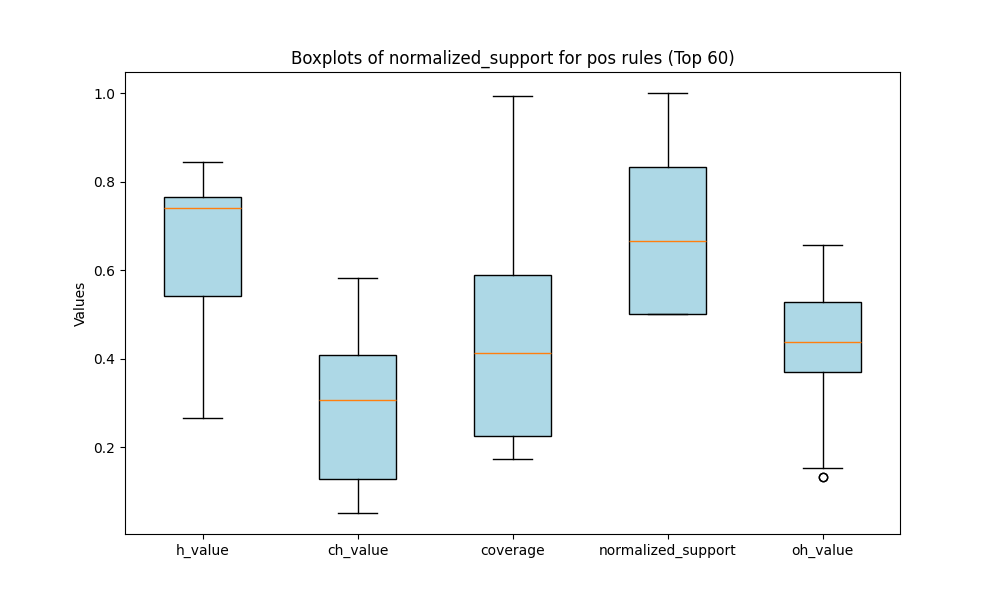 Boxplots of normalized_support for pos rules (Top 60)
Values
1.0
0.8
0.6
0.4
0.2
h_value
ch_value
coverage
normalized_support
oh_value